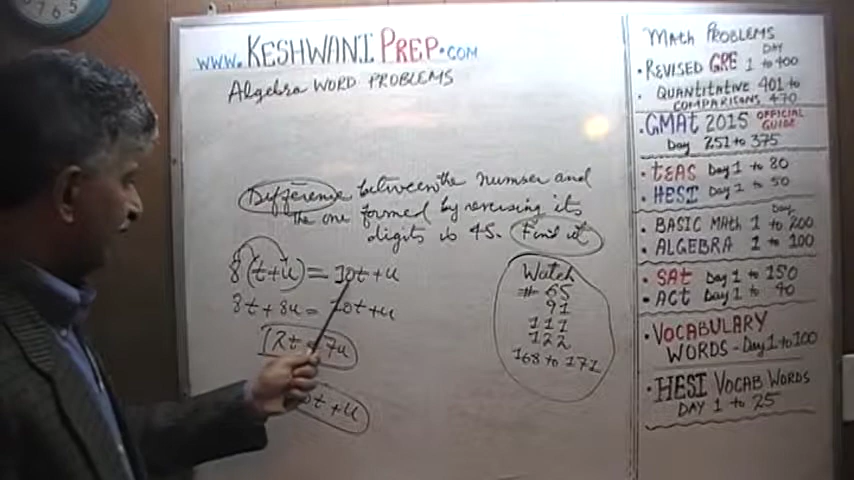 www.KESHWANIPREP.COM
Algebra WORD PROBLEMS
Difference between the number and
the one formed by reversing its
digits is 45. Find it
8(t+u)=10t+u
8t+8u=10t+u
7u
t+u
Watch
# 65
91
111
122
168 to 171
MATH PROBLEMS
DAY
• REVISED GRE 1 to 400
• QUANTITATIVE 401 to
COMPARISONS 470
• GMAt 2015 OFFICIAL GUIDE
Day 251 to 375
• tEAS Day 1 to 80
• HESI Day 1 to 50
DAY
• BASIC MAth 1 to 200
• ALGEBRA 1 to 100
• SAt Day 1 to 150
• ACt Day 1 to 40
• VOCABULARY
WORDS - Day 1 to 100
• HESI VOCAB WORDS
DAY 1 to 25